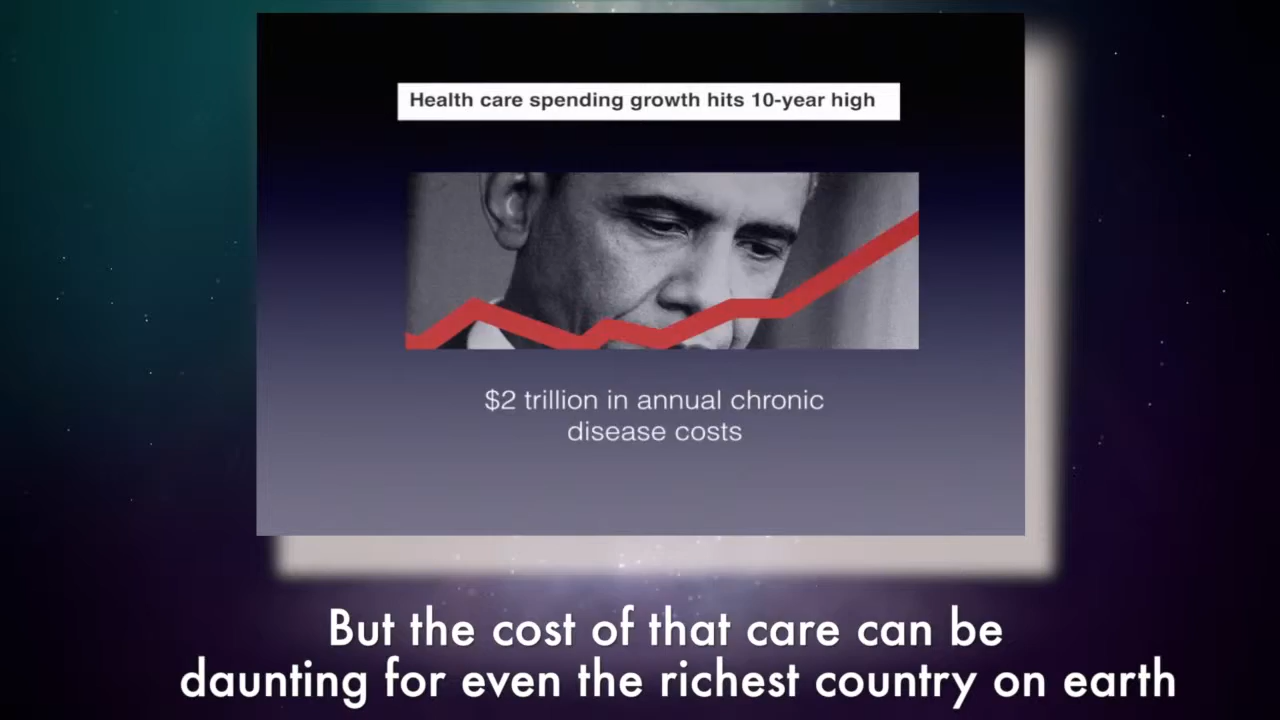 Health care spending growth hits 10-year high
$2 trillion in annual chronic
disease costs
But the cost of that care can be
daunting for even the richest country on earth